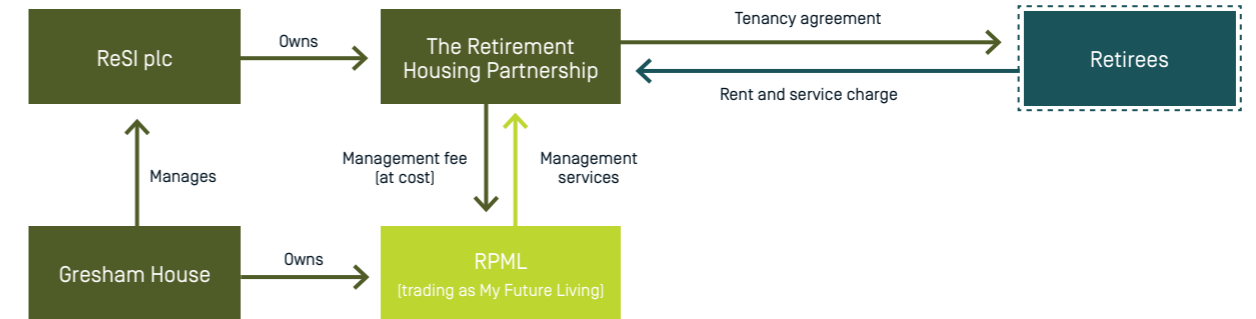 ReSI plc
Owns
The Retirement
Housing Partnership
Tenancy agreement
Retirees
Rent and service charge
Manages
Management fee
(at cost)
Management
services
Gresham House
Owns
RPML
(trading as My Future Living)